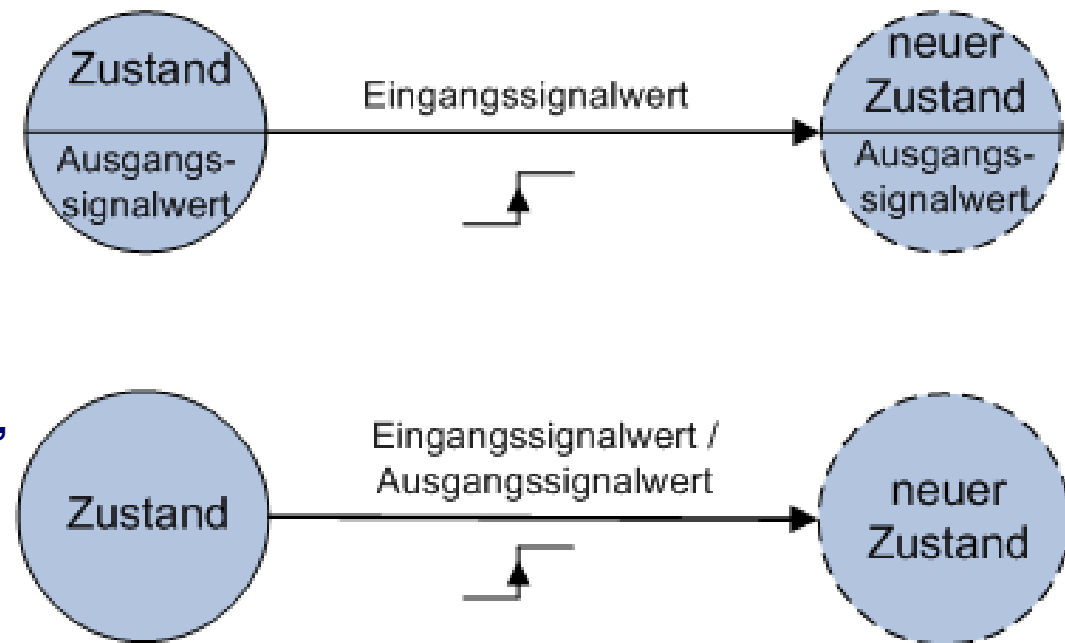 Zustand
Ausgangs-
signalwert
Eingangssignalwert
neuer
Zustand
Ausgangs-
signalwert
,
Zustand
Eingangssignalwert /
Ausgangssignalwert
neuer
Zustand